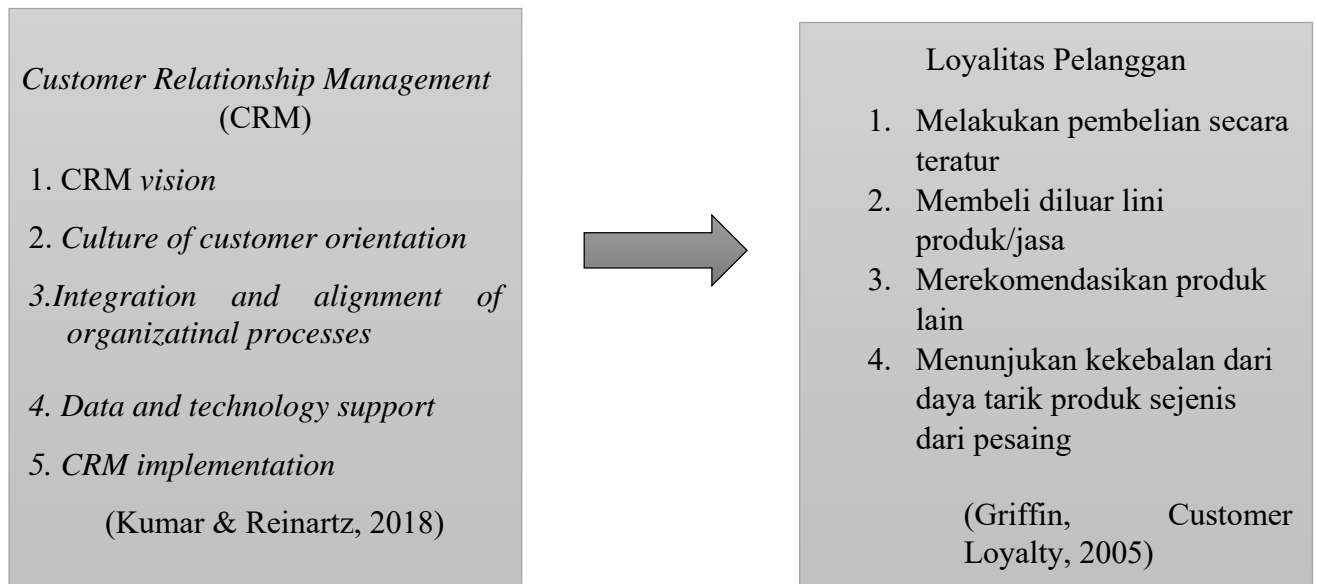 Customer Relationship Management
(CRM)
1. CRM vision
2. Culture of customer orientation
3.Integration and alignment of
organizatinal processes
4. Data and technology support
5. CRM implementation
(Kumar & Reinartz, 2018)
Loyalitas Pelanggan
1. Melakukan pembelian secara
teratur
2. Membeli diluar lini
produk/jasa
3. Merekomendasikan produk
lain
4. Menunjukan kekebalan dari
daya tarik produk sejenis
dari pesaing
(Griffin, Customer
Loyalty, 2005)